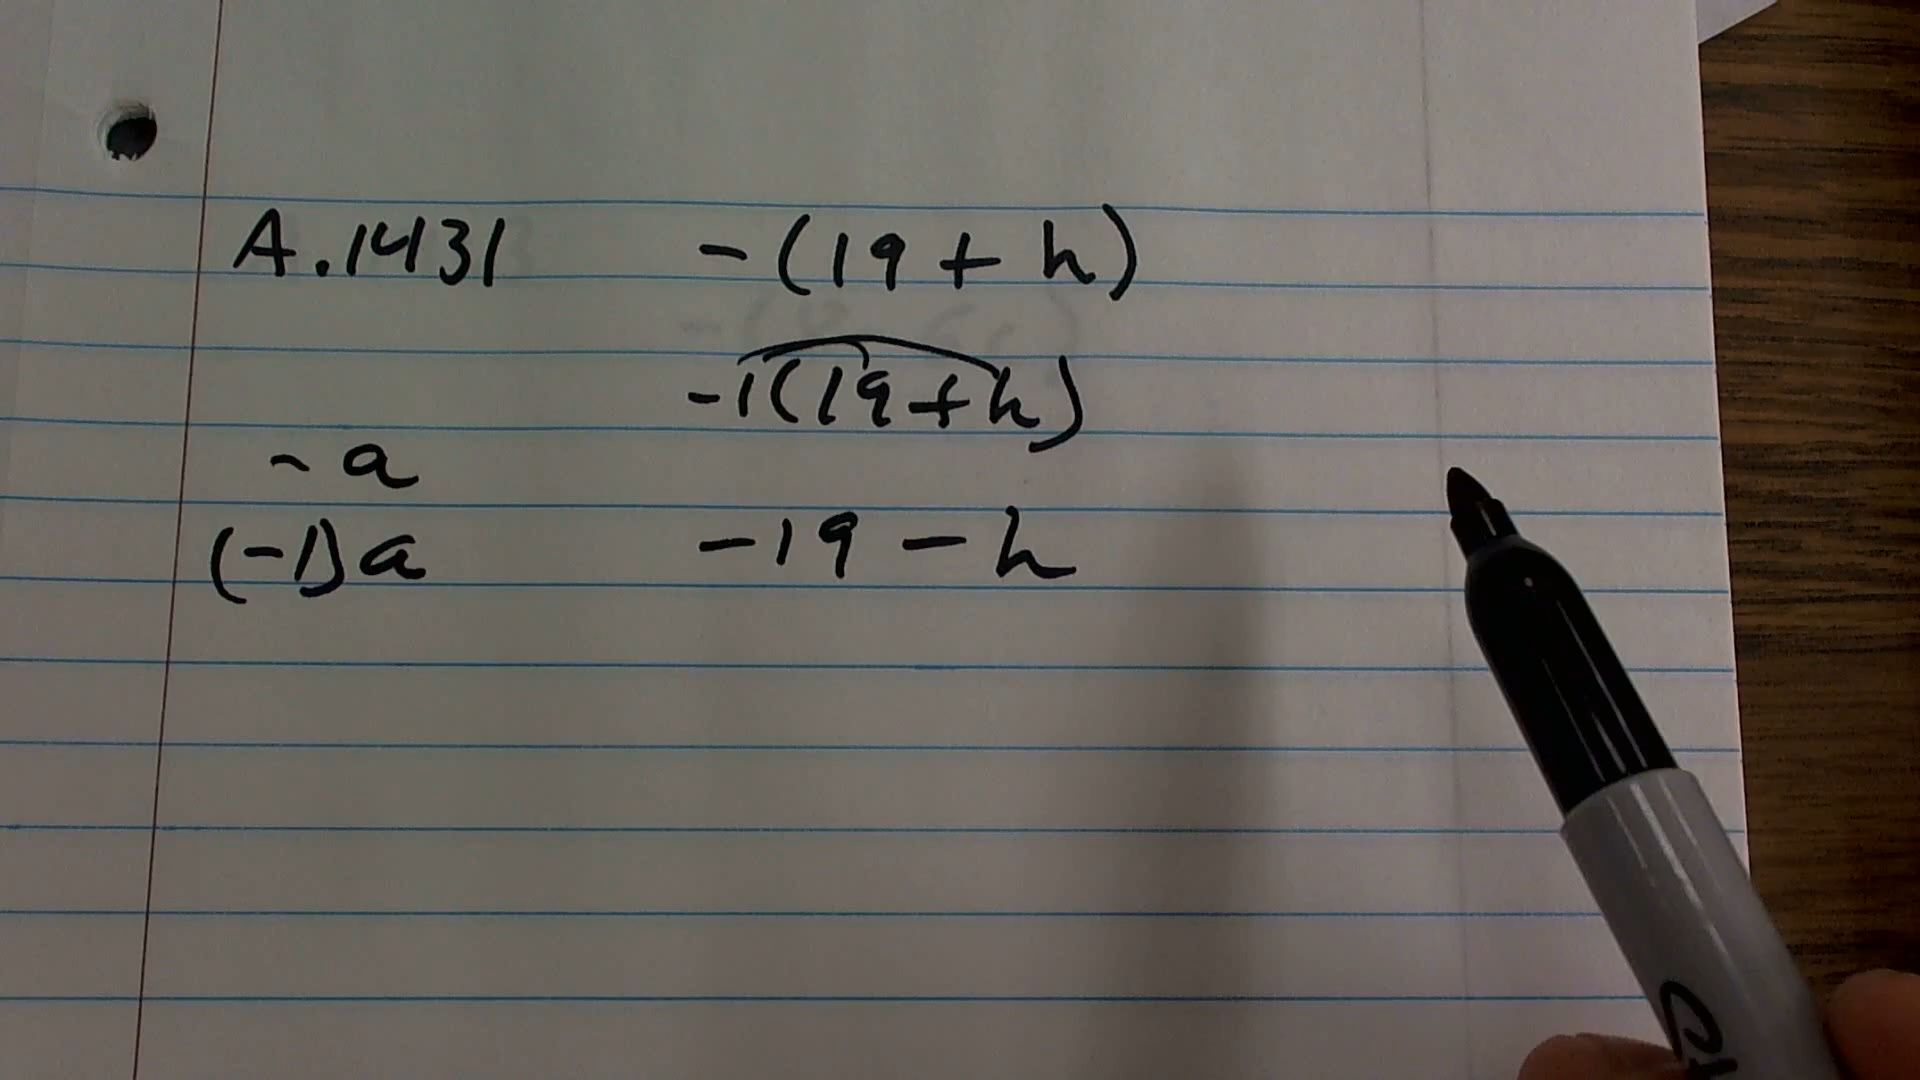 A.1431 -(19 + h)
-1(19 + h)
-a
(-1)a -19 - h